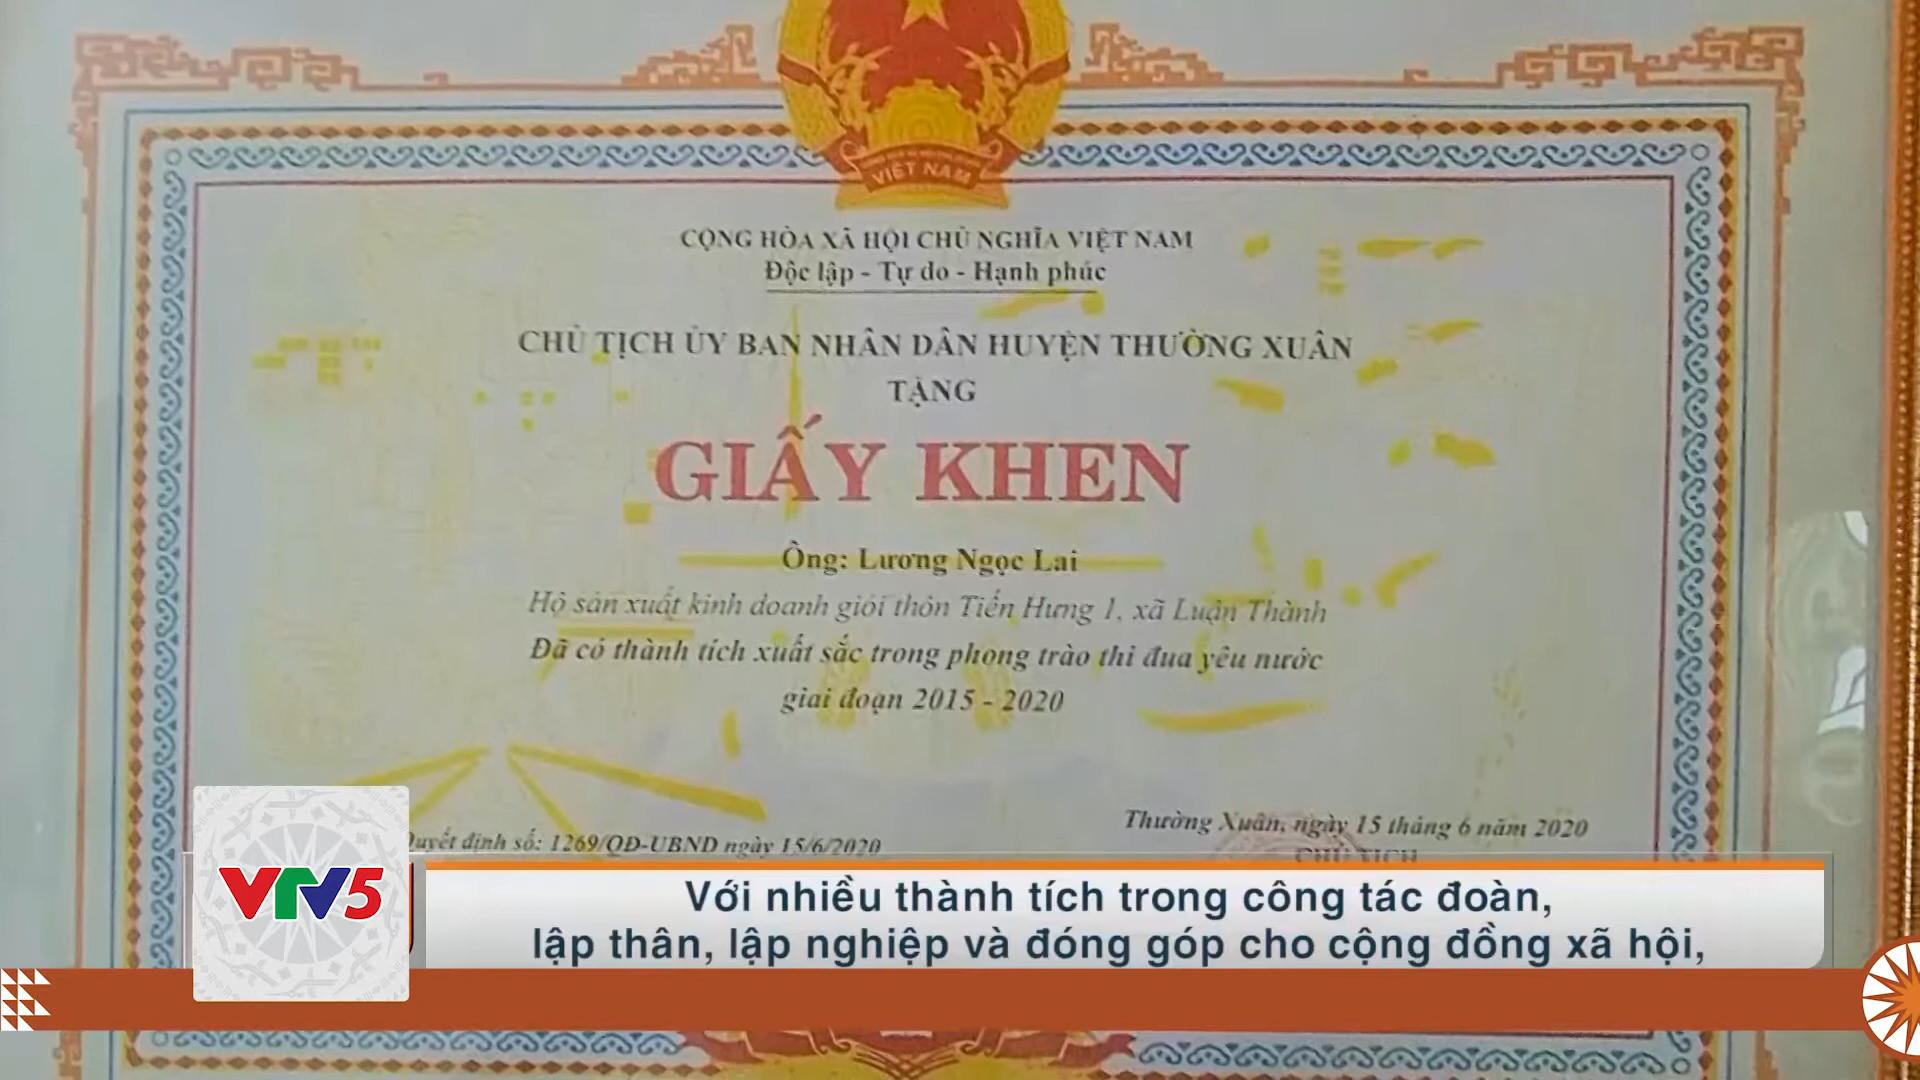 VIỆT NAM
CỘNG HÒA XÃ HỘI CHỦ NGHĨA VIỆT NAM
Độc lập - Tự do - Hạnh phúc
CHỦ TỊCH ỦY BAN NHÂN DÂN HUYỆN THƯỜNG XUÂN
TẶNG
GIẤY KHEN
Ông: Lương Ngọc Lai
Hộ sản xuất kinh doanh giỏi thôn Tiến Hưng 1, xã Luận Thành
Đã có thành tích xuất sắc trong phong trào thi đua yêu nước
giai đoạn 2015 - 2020
Thường Xuân, ngày 15 tháng 6 năm 2020
Quyết định số: 1269/QĐ-UBND ngày 15/6/2020
CHỦ TỊCH
VTV5
Với nhiều thành tích trong công tác đoàn,
lập thân, lập nghiệp và đóng góp cho cộng đồng xã hội,